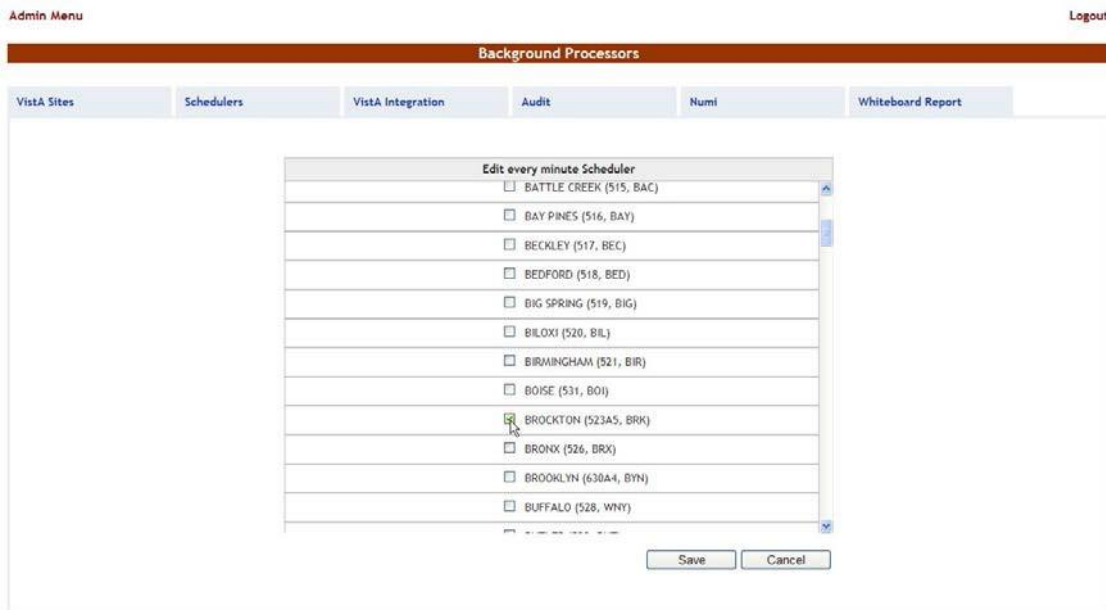 Admin Menu Logout
Background Processors
VistA Sites Schedulers VistA Integration Audit Numi Whiteboard Report
Edit every minute Scheduler
BATTLE CREEK (515, BAC)
BAY PINES (516, BAY)
BECKLEY (517, BEC)
BEDFORD (518, BED)
BIG SPRING (519, BIG)
BILOXI (520, BIL)
BIRMINGHAM (521, BIR)
BOISE (531, BOI)
BROCKTON (523A5, BRK)
BRONX (526, BRX)
BROOKLYN (630A4, BYN)
BUFFALO (528, WNY)
Save Cancel